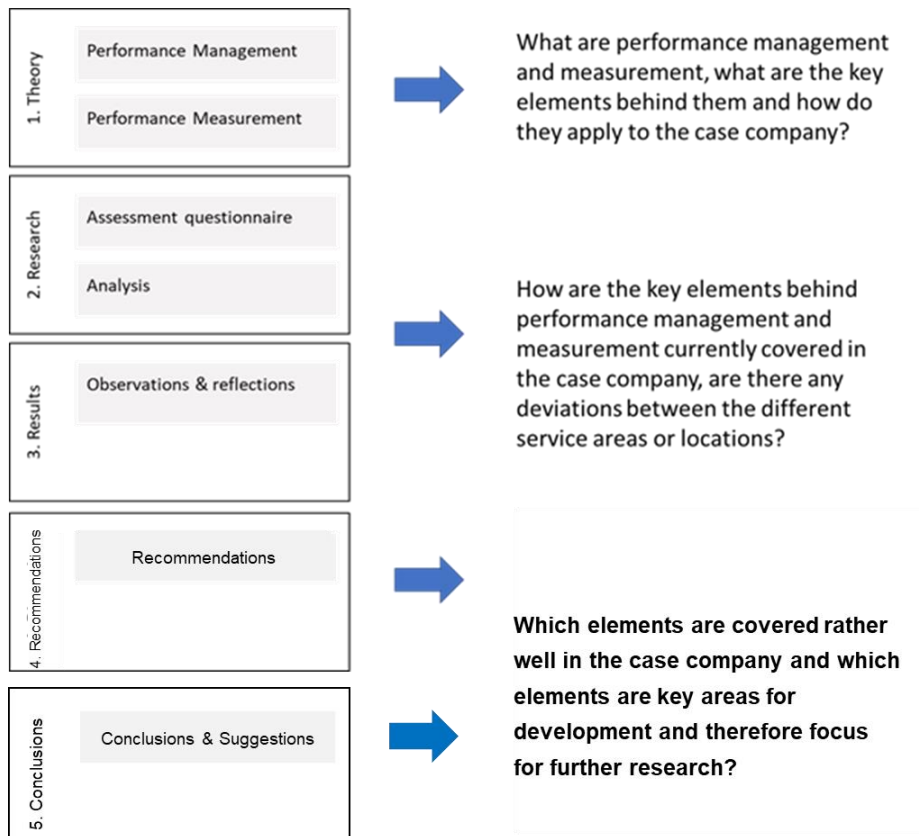 1. Theory
Performance Management
Performance Measurement
What are performance management
and measurement, what are the key
elements behind them and how do
they apply to the case company?
2. Research
Assessment questionnaire
Analysis
3. Results
Observations & reflections
How are the key elements behind
performance management and
measurement currently covered in
the case company, are there any
deviations between the different
service areas or locations?
4. Recommendations
Recommendations
5. Conclusions
Conclusions & Suggestions
Which elements are covered rather
well in the case company and which
elements are key areas for
development and therefore focus
for further research?